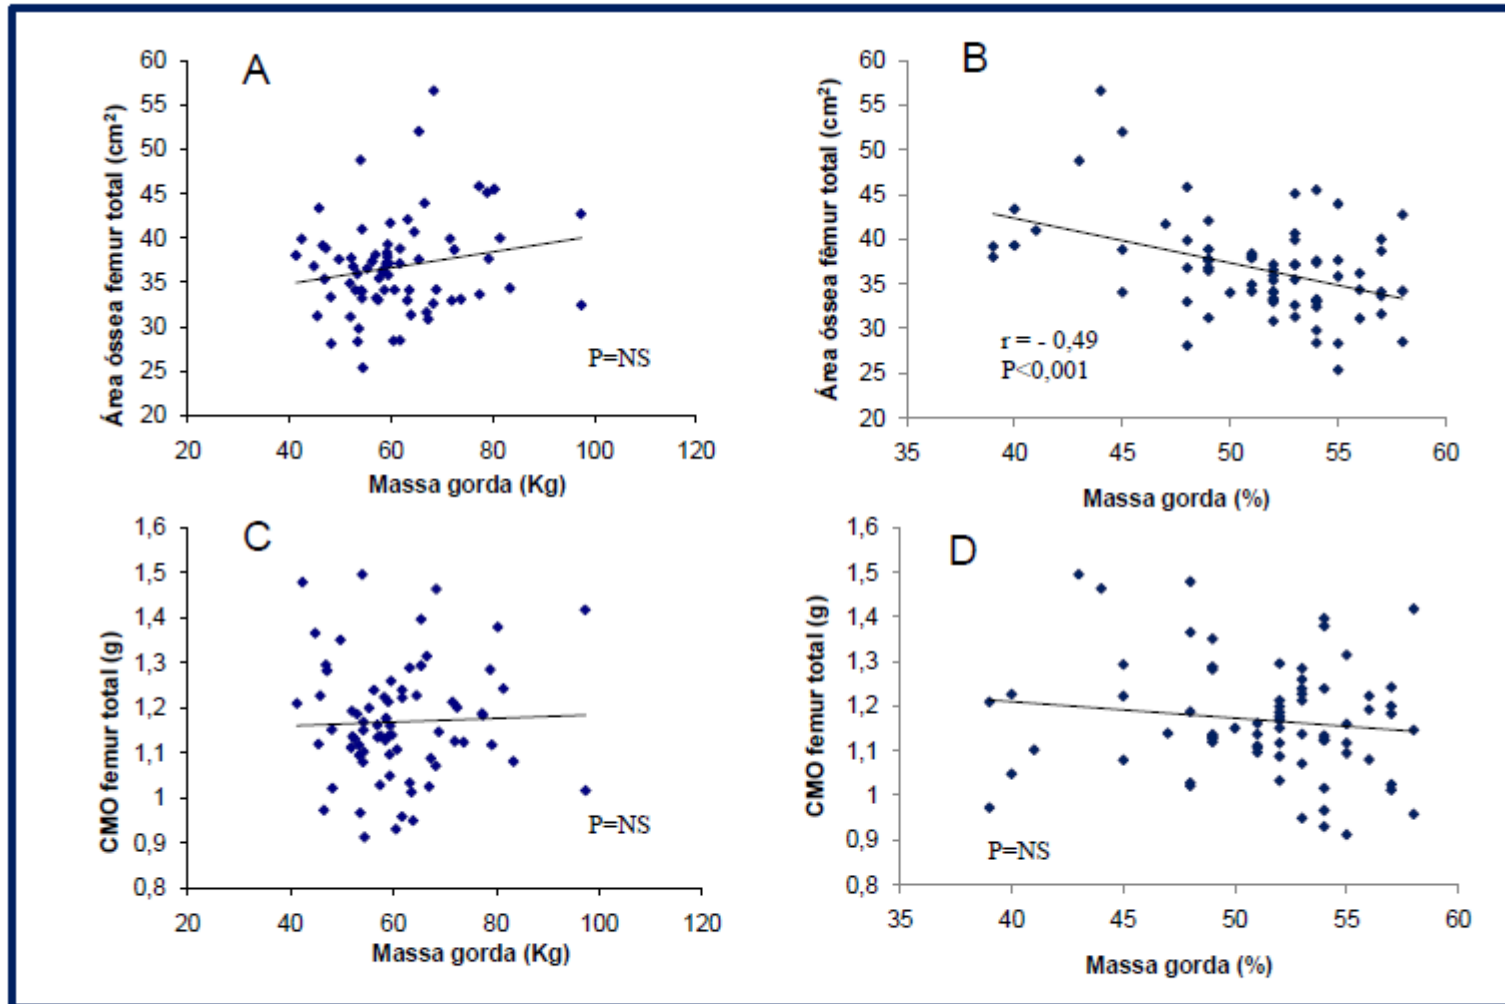 A
Área óssea femur total (cm²)
60
55
50
45
40
35
30
25
20
P=NS
20 40 60 80 100 120
Massa gorda (Kg)
B
Área óssea fêmur total (cm²)
60
55
50
45
40
35
30
25
20
r = - 0,49
P<0,001
35 40 45 50 55 60
Massa gorda (%)
C
CMO femur total (g)
1,6
1,5
1,4
1,3
1,2
1,1
1
0,9
0,8
P=NS
20 40 60 80 100 120
Massa gorda (Kg)
D
CMO femur total (g)
1,6
1,5
1,4
1,3
1,2
1,1
1
0,9
0,8
P=NS
35 40 45 50 55 60
Massa gorda (%)